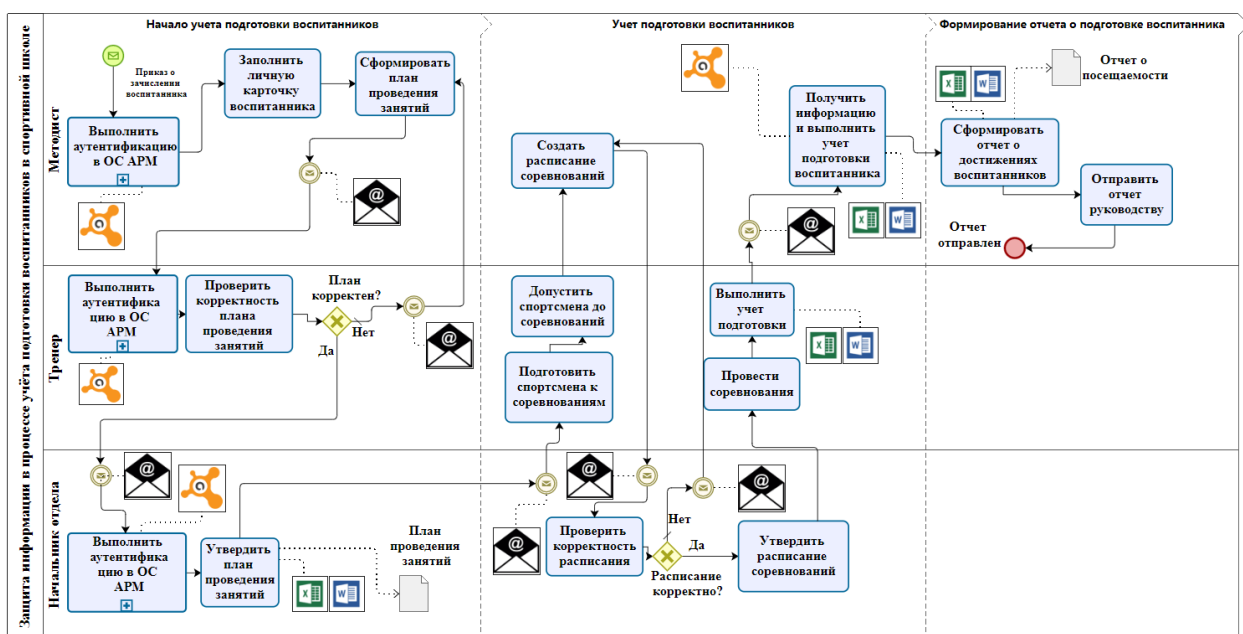 Защита информации в процессе учёта подготовки воспитанников в спортивной школе
Начало учета подготовки воспитанников
Учет подготовки воспитанников
Формирование отчета о подготовке воспитанника
Методист
Приказ о
зачислении
воспитанника
Выполнить
аутентификацию
в ОС АРМ
Заполнить
личную
карточку
воспитанника
Сформировать
план
проведения
занятий
Создать
расписание
соревнований
Получить
информацию
и выполнить
учет
подготовки
воспитанника
Сформировать
отчет о
достижениях
воспитанников
Отчет о
посещаемости
Отправить
отчет
руководству
Отчет
отправлен
Тренер
Выполнить
аутентифика
цию в ОС
АРМ
Проверить
корректность
плана
проведения
занятий
План
корректен?
Нет
Да
Допустить
спортсмена до
соревнований
Подготовить
спортсмена к
соревнованиям
Выполнить
учет
подготовки
Провести
соревнования
Начальник отдела
Выполнить
аутентифика
цию в ОС
АРМ
Утвердить
план
проведения
занятий
План
проведения
занятий
Проверить
корректность
расписания
Нет
Да
Расписание
корректно?
Утвердить
расписание
соревнований